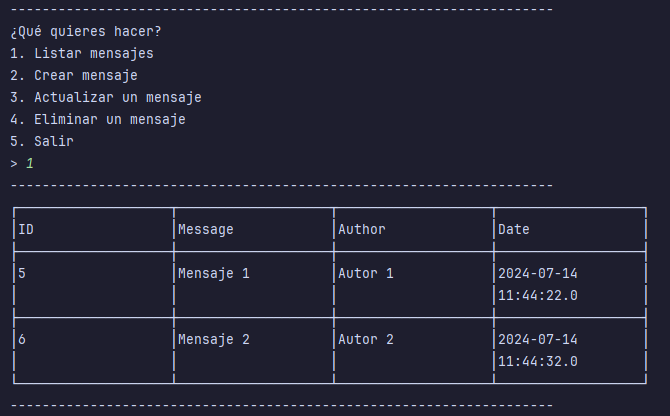 ------------------------------------------------------------------
¿Qué quieres hacer?
1. Listar mensajes
2. Crear mensaje
3. Actualizar un mensaje
4. Eliminar un mensaje
5. Salir
> 1
------------------------------------------------------------------
ID Message Author Date
5 Mensaje 1 Autor 1 2024-07-14
11:44:22.0
6 Mensaje 2 Autor 2 2024-07-14
11:44:32.0
------------------------------------------------------------------